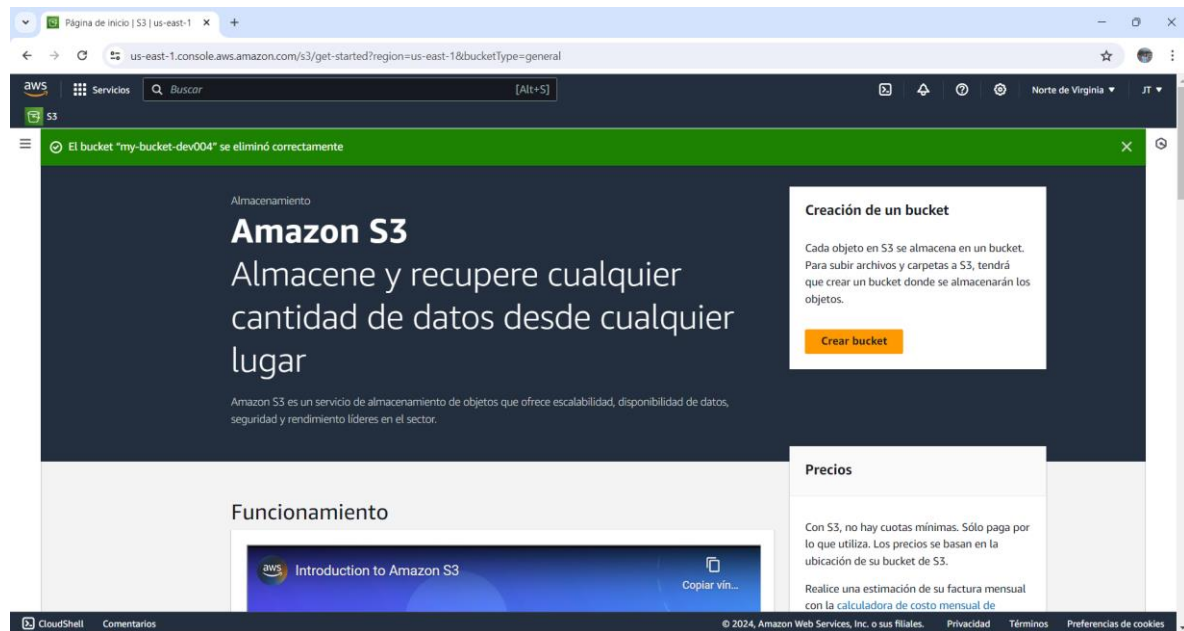 Página de inicio | S3 | us-east-1
us-east-1.console.aws.amazon.com/s3/get-started?region=us-east-1&bucketType=general
aws Servicios Buscar [Alt+S] Norte de Virginia JT
S3
El bucket "my-bucket-dev004" se eliminó correctamente
Almacenamiento
Amazon S3
Almacene y recupere cualquier
cantidad de datos desde cualquier
lugar
Amazon S3 es un servicio de almacenamiento de objetos que ofrece escalabilidad, disponibilidad de datos,
seguridad y rendimiento líderes en el sector.
Creación de un bucket
Cada objeto en S3 se almacena en un bucket.
Para subir archivos y carpetas a S3, tendrá
que crear un bucket donde se almacenarán los
objetos.
Crear bucket
Precios
Con S3, no hay cuotas mínimas. Sólo paga por
lo que utiliza. Los precios se basan en la
ubicación de su bucket de S3.
Realice una estimación de su factura mensual
con la calculadora de costo mensual de
Funcionamiento
aws Introduction to Amazon S3
Copiar vín...
CloudShell Comentarios © 2024, Amazon Web Services, Inc. o sus filiales. Privacidad Términos Preferencias de cookies